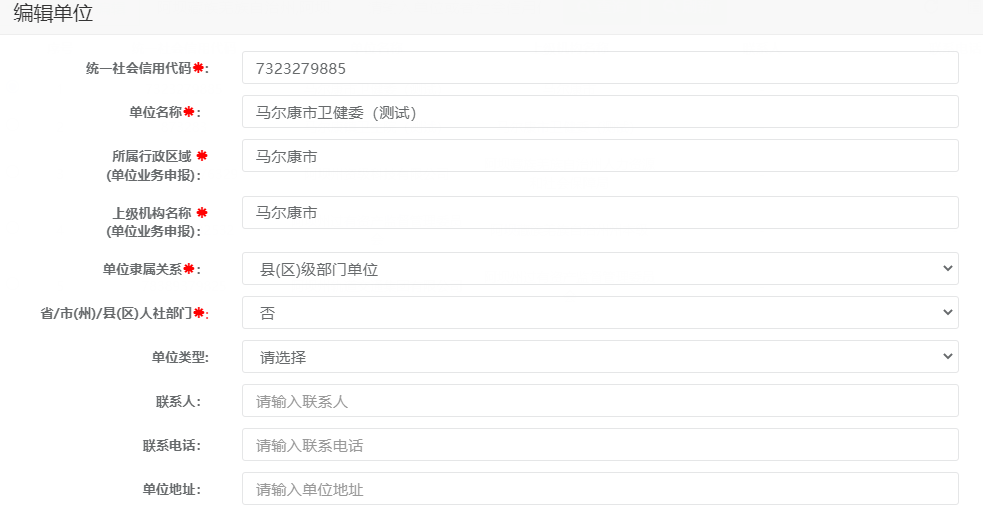 编辑单位
统一社会信用代码*: 7323279885
单位名称*: 马尔康市卫健委（测试）
所属行政区域 * 马尔康市
(单位业务申报):
上级机构名称 * 马尔康市
(单位业务申报):
单位隶属关系*: 县(区)级部门单位
省/市(州)/县(区)人社部门*: 否
单位类型: 请选择
联系人: 请输入联系人
联系电话: 请输入联系电话
单位地址: 请输入单位地址